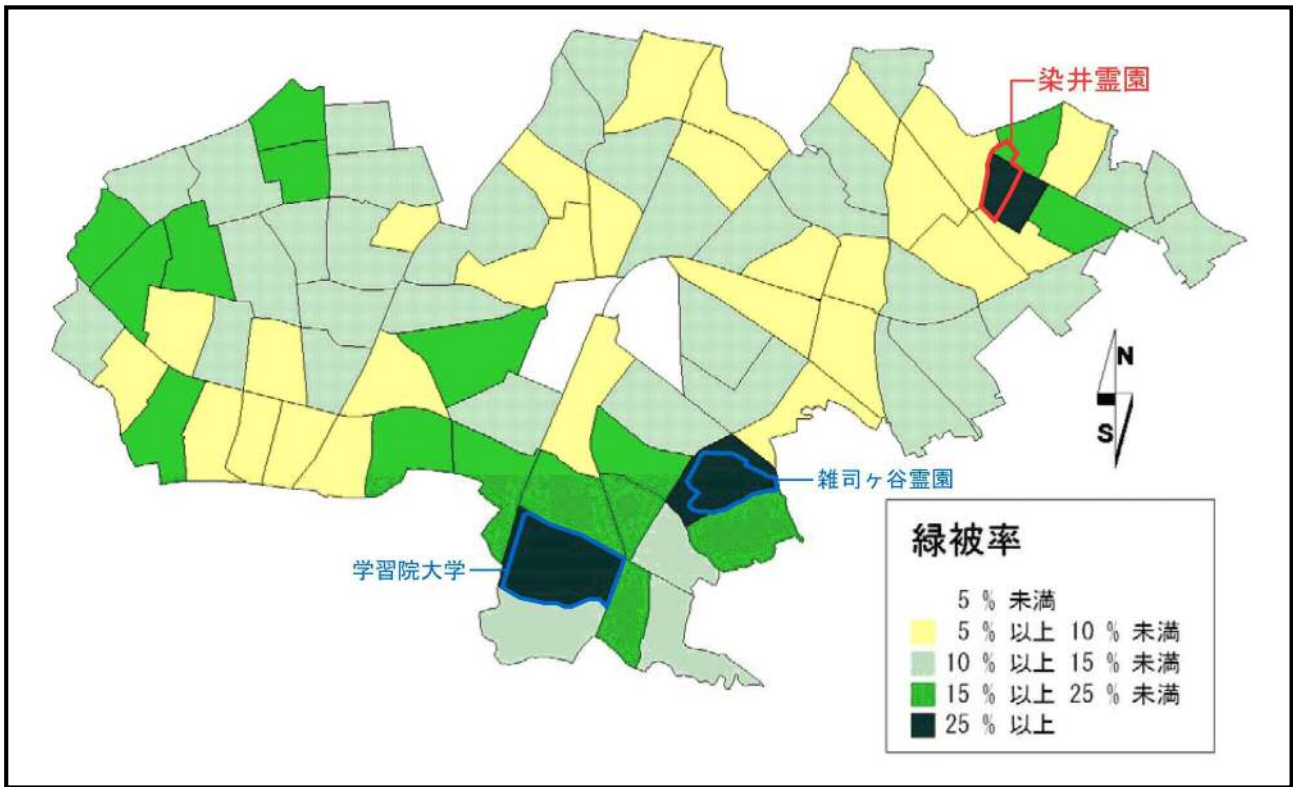 染井霊園
N
S
雑司ヶ谷霊園
学習院大学
緑被率
5 % 未満
5 % 以上 10 % 未満
10 % 以上 15 % 未満
15 % 以上 25 % 未満
25 % 以上